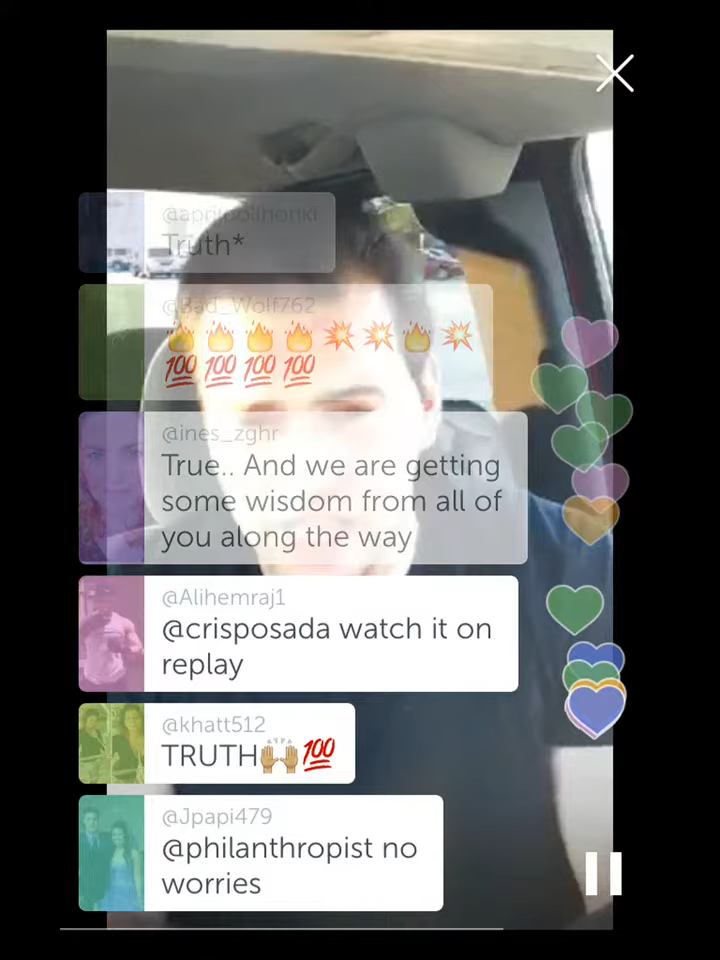 Truth*
@Bad_Wolf762
🔥🔥🔥🔥💥💥🔥💥
💯💯💯💯
@ines_zghr
True.. And we are getting
some wisdom from all of
you along the way
@Alihemraj1
@crisposada watch it on
replay
@khatt512
TRUTH🙌🏽💯
@Jpapi479
@philanthropist no
worries